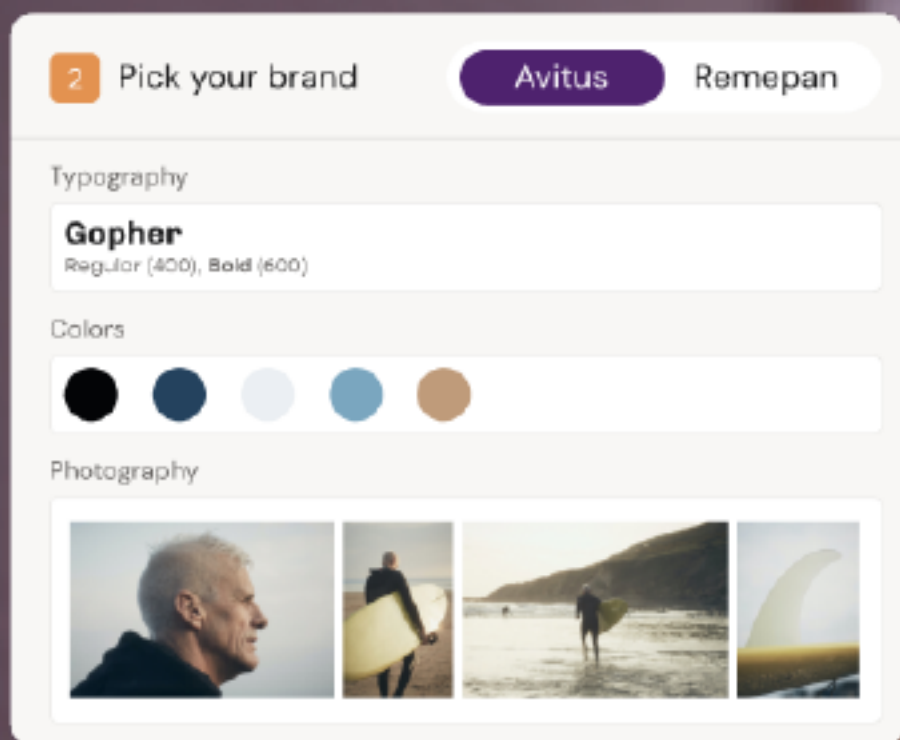 2 Pick your brand Avitus Remepan
Typography
Gopher
Regular (400), Bold (600)
Colors
Photography